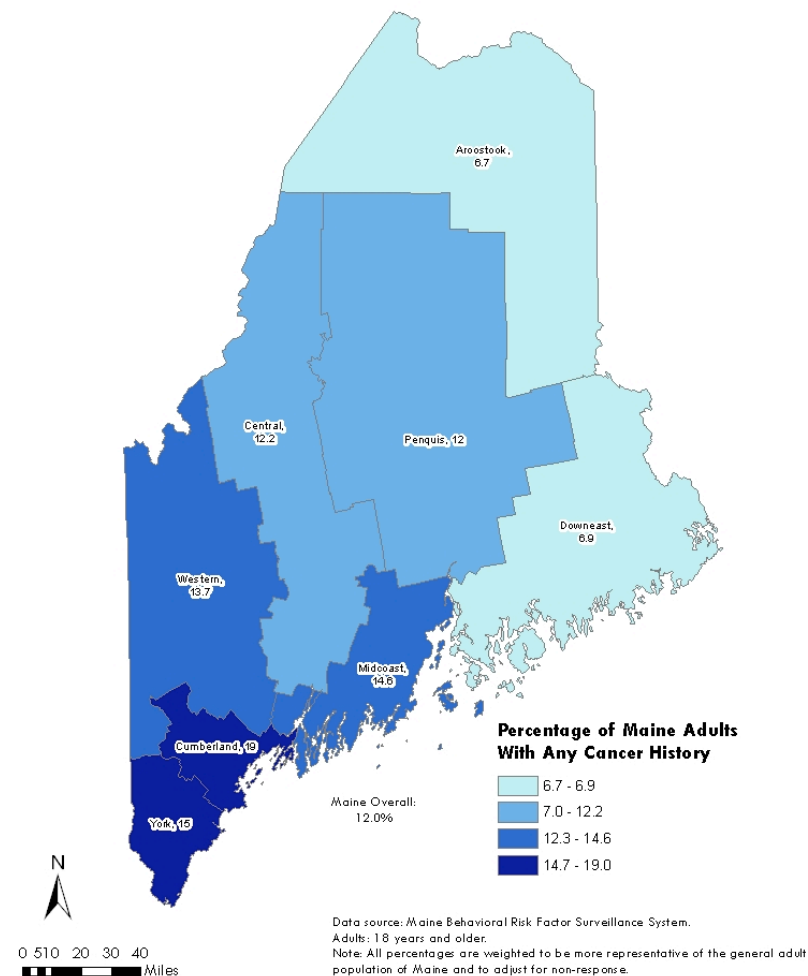 Aroostook,
6.7
Central,
12.2
Penquis, 12
Downeast,
6.9
Western,
13.7
Midcoast,
14.6
Cumberland, 19
York, 15
Maine Overall:
12.0%
Percentage of Maine Adults
With Any Cancer History
6.7 - 6.9
7.0 - 12.2
12.3 - 14.6
14.7 - 19.0
N
0 510 20 30 40
Miles
Data source: Maine Behavioral Risk Factor Surveillance System.
Adults: 18 years and older.
Note: All percentages are weighted to be more representative of the general adult
population of Maine and to adjust for non-response.